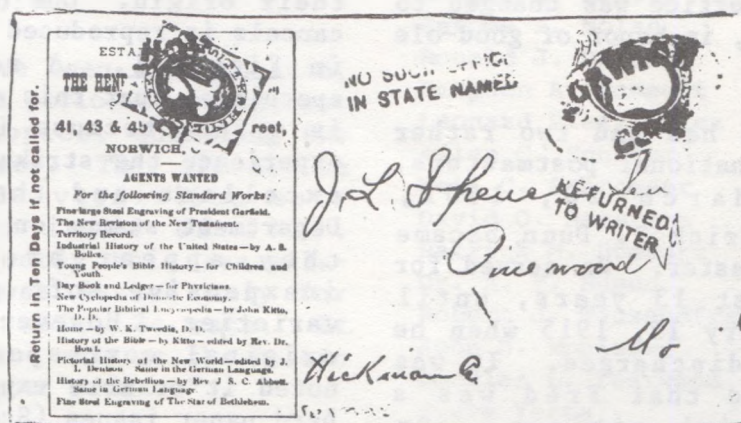 Return in Ten Days if not called for.
ESTA
THE HENRY
41, 43 & 45 reet,
NORWICH,
AGENTS WANTED
For the following Standard Works:
Fine large Steel Engraving of President Garfield.
The New Revision of the New Testament.
Territory Record.
Industrial History of the United States—by A. S.
Bolles.
Young People's Bible History—for Children and
Youth.
Day Book and Ledger for Physicians.
New Cyclopedia of Domestic Economy.
The Popular Biblical Encyclopedia—by John Kitto,
D. D.
Home—by W. K. Tweedie, D. D.
History of the Bible—by Kitto—edited by Rev. Dr.
Pictorial History of the New World—edited by J.
L. Denison Same in the German Language.
History of the Rebellion—by Rev J. S. C. Abbott.
Same in German Language.
Fine Steel Engraving of The Star of Bethlehem.
NO SUCH OFFICE
IN STATE NAMED
NORWICH
RETURNED
TO WRITER
J. L. Spencer
Pinewood
Mo
Hickman Co.